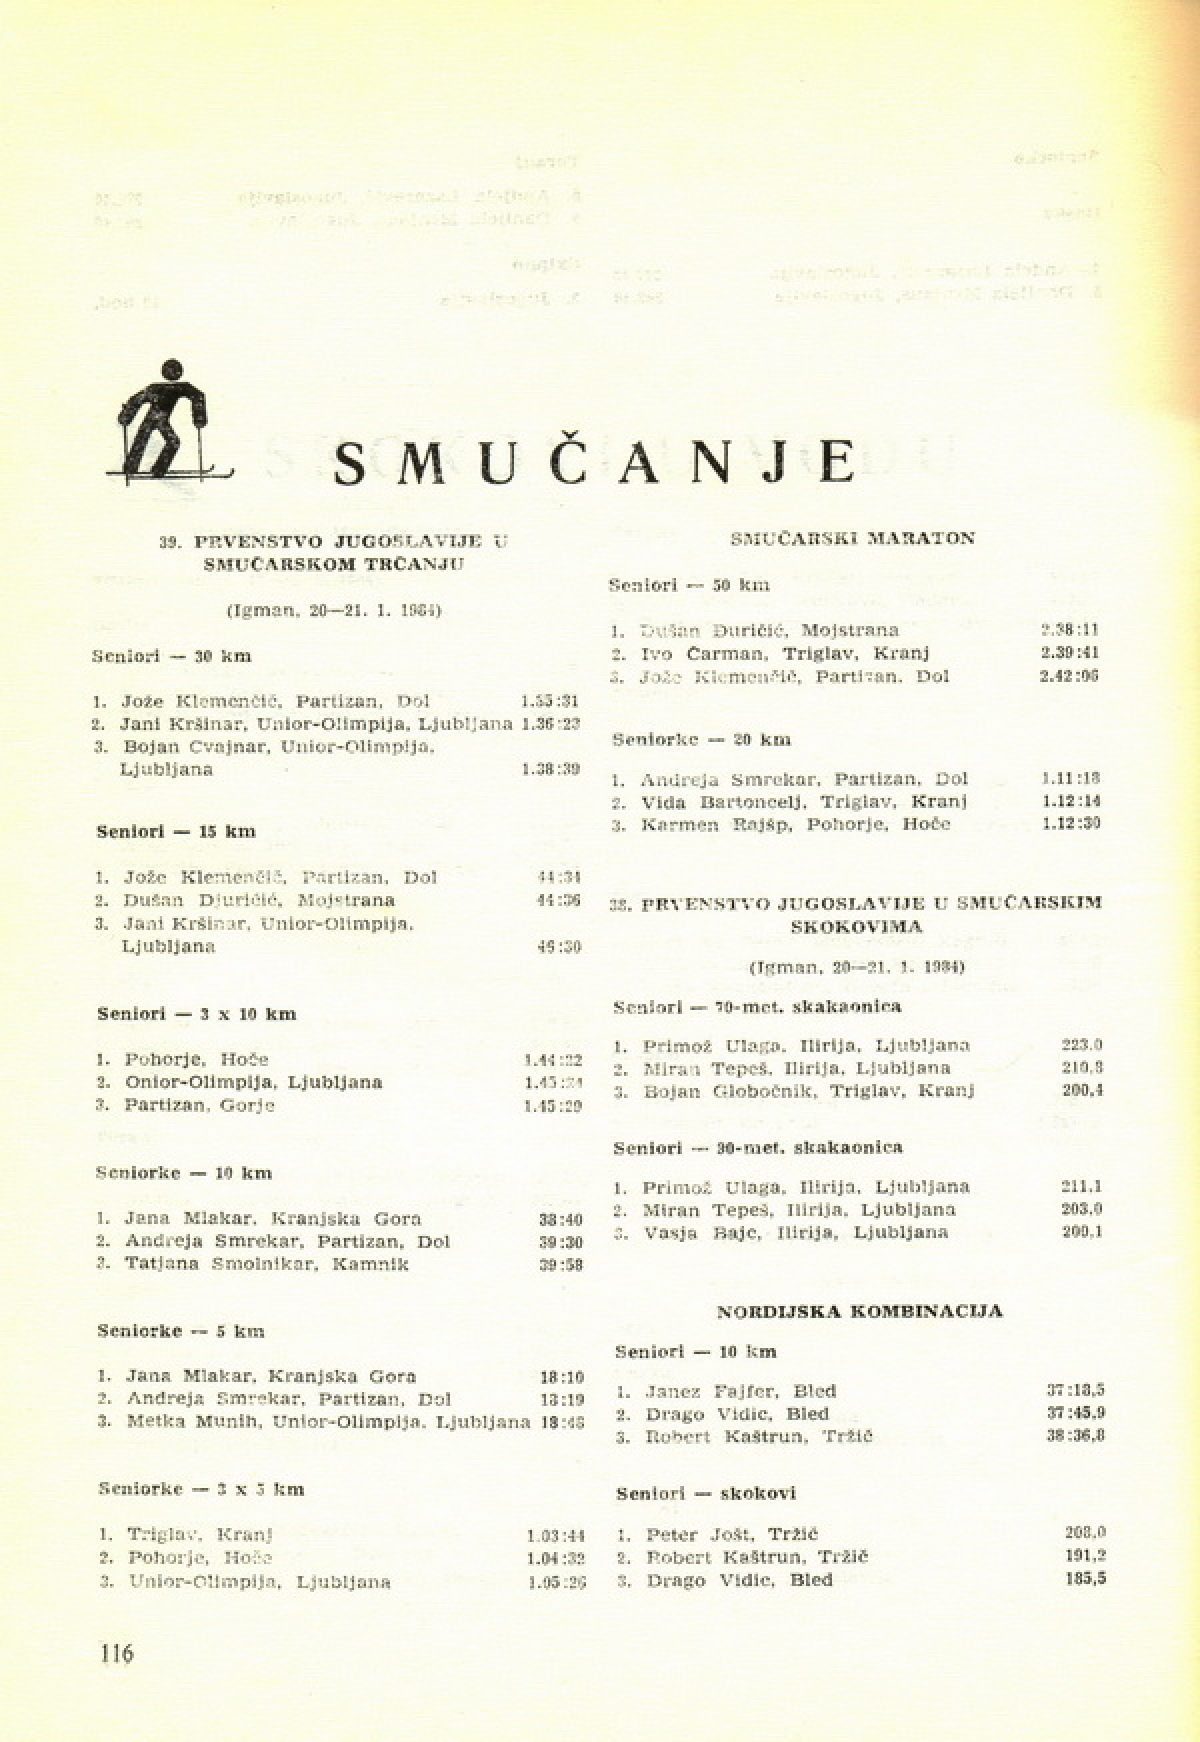 SMUČANJE
39. PRVENSTVO JUGOSLAVIJE U
SMUČARSKOM TRČANJU
(Igman, 20—21. 1. 1984)
Seniori — 30 km
1. Jože Klemenčić, Partizan, Dol 1.35:31
2. Jani Kršinar, Unior-Olimpija, Ljubljana 1.36:23
3. Bojan Cvajnar, Unior-Olimpija,
Ljubljana 1.38:39
Seniori — 15 km
1. Jože Klemenčič, Partizan, Dol 44:34
2. Dušan Djuričić, Mojstrana 44:36
3. Jani Kršinar, Unior-Olimpija,
Ljubljana 46:30
Seniori — 3 x 10 km
1. Pohorje, Hoče 1.44:22
2. Onior-Olimpija, Ljubljana
3. Partizan, Gorje 1.45:29
Seniorke — 10 km
1. Jana Mlakar, Kranjska Gora 38:40
2. Andreja Smrekar, Partizan, Dol 39:30
3. Tatjana Smolnikar, Kamnik 39:58
Seniorke — 5 km
1. Jana Mlakar, Kranjska Gora 18:10
2. Andreja Smrekar, Partizan, Dol 18:19
3. Metka Munih, Unior-Olimpija, Ljubljana
Seniorke — 3 x 5 km
1. Triglav, Kranj 1.03:44
2. Pohorje, Hoče 1.04:32
3. Unior-Olimpija, Ljubljana 1.05:26
116
SMUČARSKI MARATON
Seniori — 50 km
1. Dušan Đuričić, Mojstrana 2.38:11
2. Ivo Čarman, Triglav, Kranj 2.39:41
3. Jože Klemenčič, Partizan, Dol 2.42:06
Seniorke — 20 km
1. Andreja Smrekar, Partizan, Dol 1.11:18
2. Vida Bartoncelj, Triglav, Kranj 1.12:14
3. Karmen Rajšp, Pohorje, Hoče 1.12:30
38. PRVENSTVO JUGOSLAVIJE U SMUČARSKIM
SKOKOVIMA
(Igman, 20—21. 1. 1984)
Seniori — 70-met. skakaonica
1. Primož Ulaga, Ilirija, Ljubljana 223,0
2. Miran Tepeš, Ilirija, Ljubljana 210,8
3. Bojan Globočnik, Triglav, Kranj 200,4
Seniori — 90-met. skakaonica
1. Primož Ulaga, Ilirija, Ljubljana 211,1
2. Miran Tepeš, Ilirija, Ljubljana 203,0
3. Vasja Bajc, Ilirija, Ljubljana 200,1
NORDIJSKA KOMBINACIJA
Seniori — 10 km
1. Janez Fajfer, Bled 37:18,5
2. Drago Vidic, Bled 37:45,9
3. Robert Kaštrun, Tržič 38:36,8
Seniori — skokovi
1. Peter Jošt, Tržič 208,0
2. Robert Kaštrun, Tržič 191,2
3. Drago Vidic, Bled 185,5